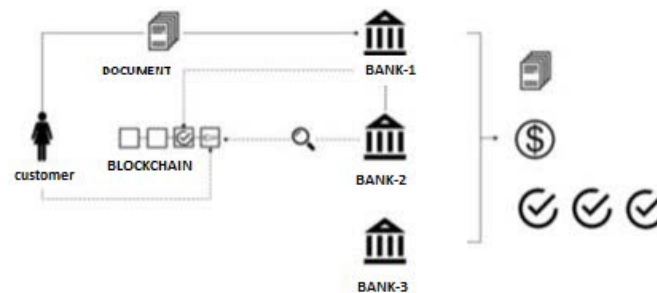 DOCUMENT
BANK-1
BLOCKCHAIN
customer
BANK-2
BANK-3
$